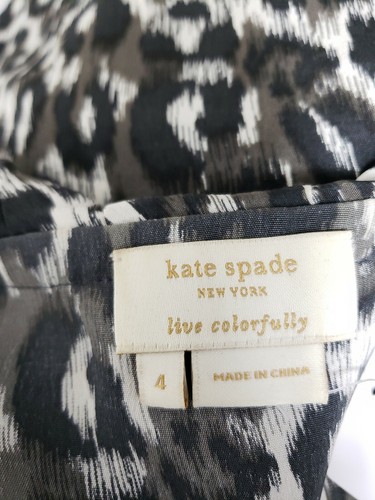 kate spade
NEW YORK
live colorfully
4
MADE IN CHINA